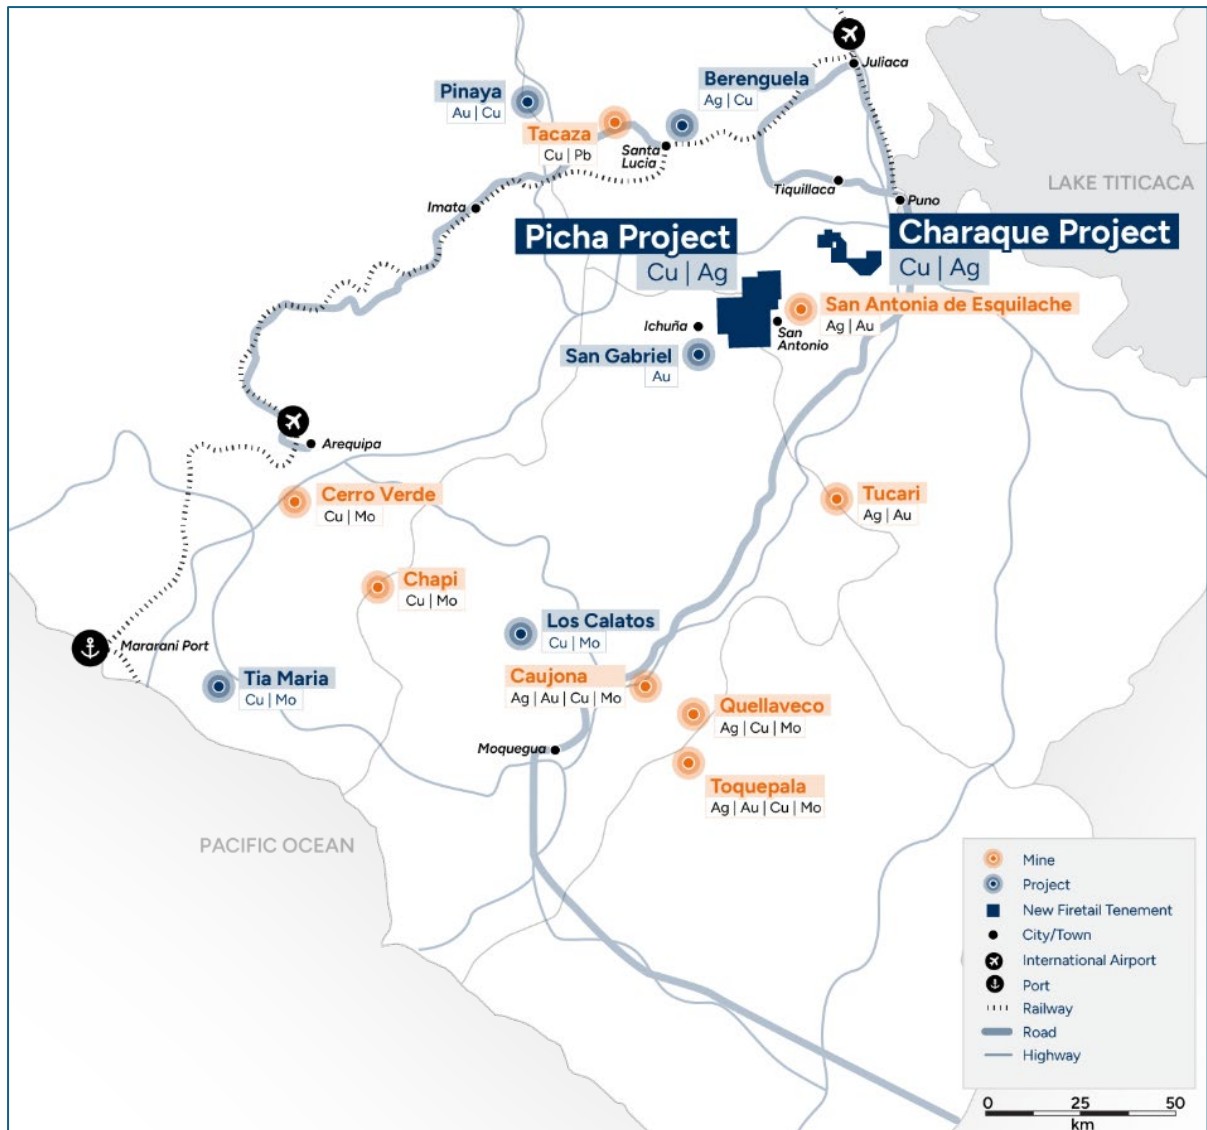 Juliaca
Berenguela
Ag | Cu
Pinaya
Au | Cu
Tacaza
Cu | Pb
Santa
Lucia
Tiquillaca
LAKE TITICACA
Puno
Imata
Picha Project
Cu | Ag
Charaque Project
Cu | Ag
San Antonia de Esquilache
Ag | Au
Ichuña
San
Antonio
San Gabriel
Au
Arequipa
Cerro Verde
Cu | Mo
Tucari
Ag | Au
Chapi
Cu | Mo
Los Calatos
Cu | Mo
Mararani Port
Tia Maria
Cu | Mo
Caujona
Ag | Au | Cu | Mo
Quellaveco
Ag | Cu | Mo
Moquegua
Toquepala
Ag | Au | Cu | Mo
PACIFIC OCEAN
Mine
Project
New Firetail Tenement
City/Town
International Airport
Port
Railway
Road
Highway
0 25 50
km